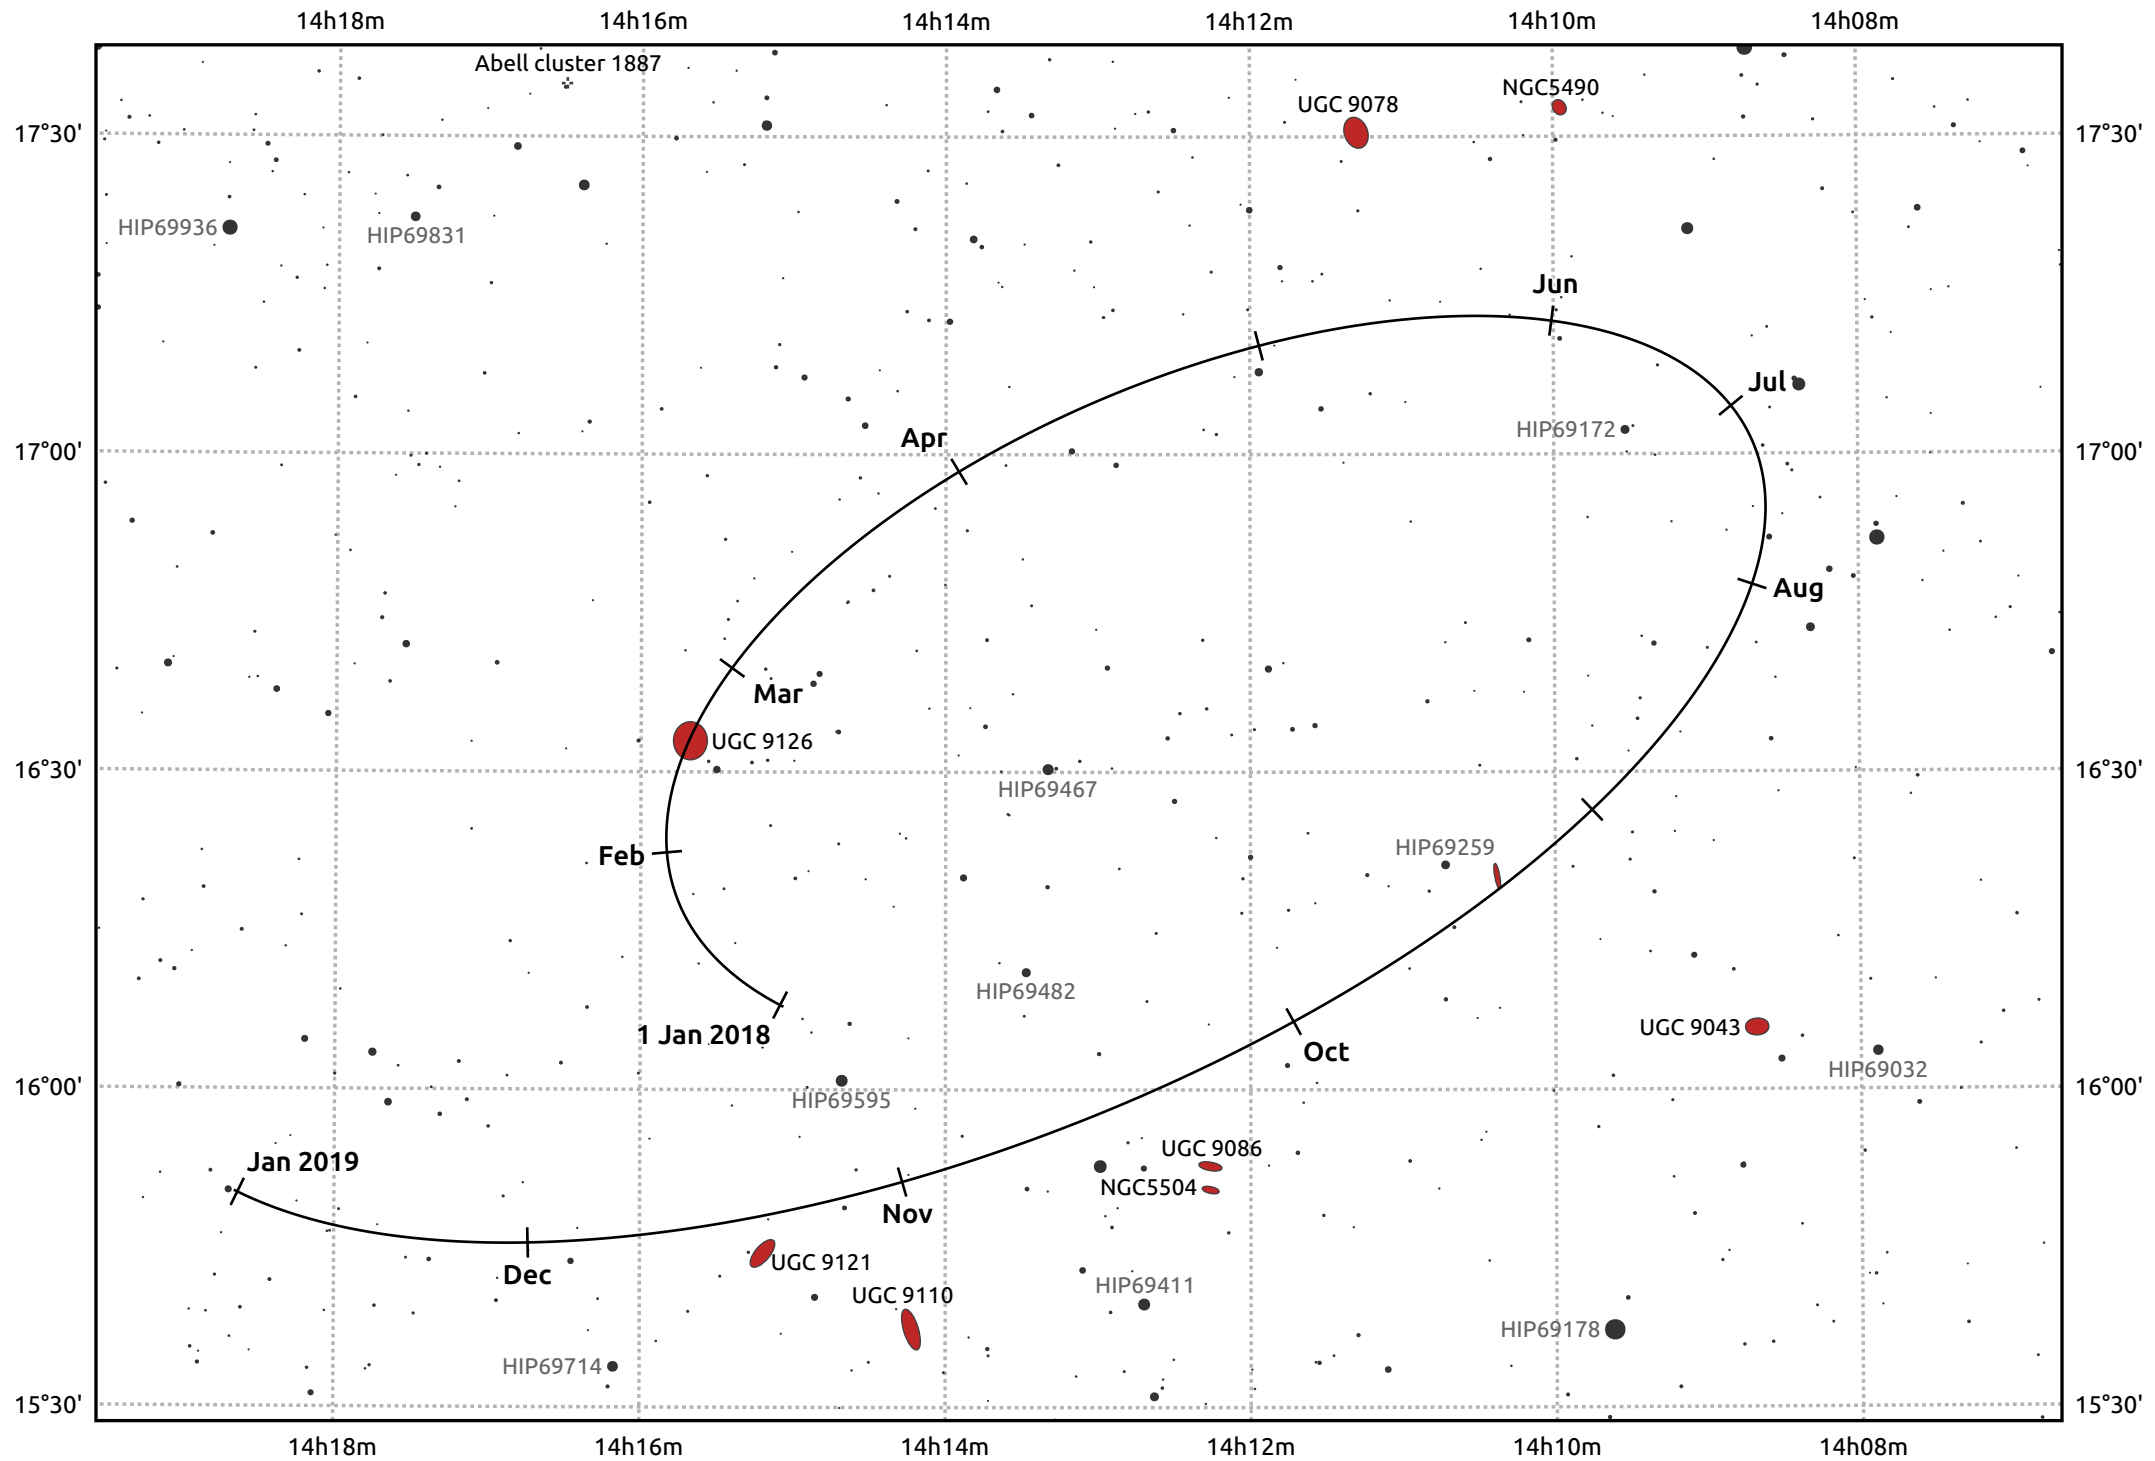 14h18m 14h16m 14h14m 14h12m 14h10m 14h08m
Abell cluster 1887
NGC5490
UGC 9078
17°30' 17°30'
HIP69936
HIP69831
Jun
Jul
HIP69172
Apr
17°00' 17°00'
Aug
Mar
UGC 9126
16°30' 16°30'
HIP69467
HIP69259
Feb
HIP69482
1 Jan 2018
UGC 9043
Oct
HIP69032
16°00' 16°00'
HIP69595
UGC 9086
Jan 2019
NGC5504
Nov
UGC 9121
Dec
HIP69411
UGC 9110
HIP69178
HIP69714
15°30' 15°30'
14h18m 14h16m 14h14m 14h12m 14h10m 14h08m